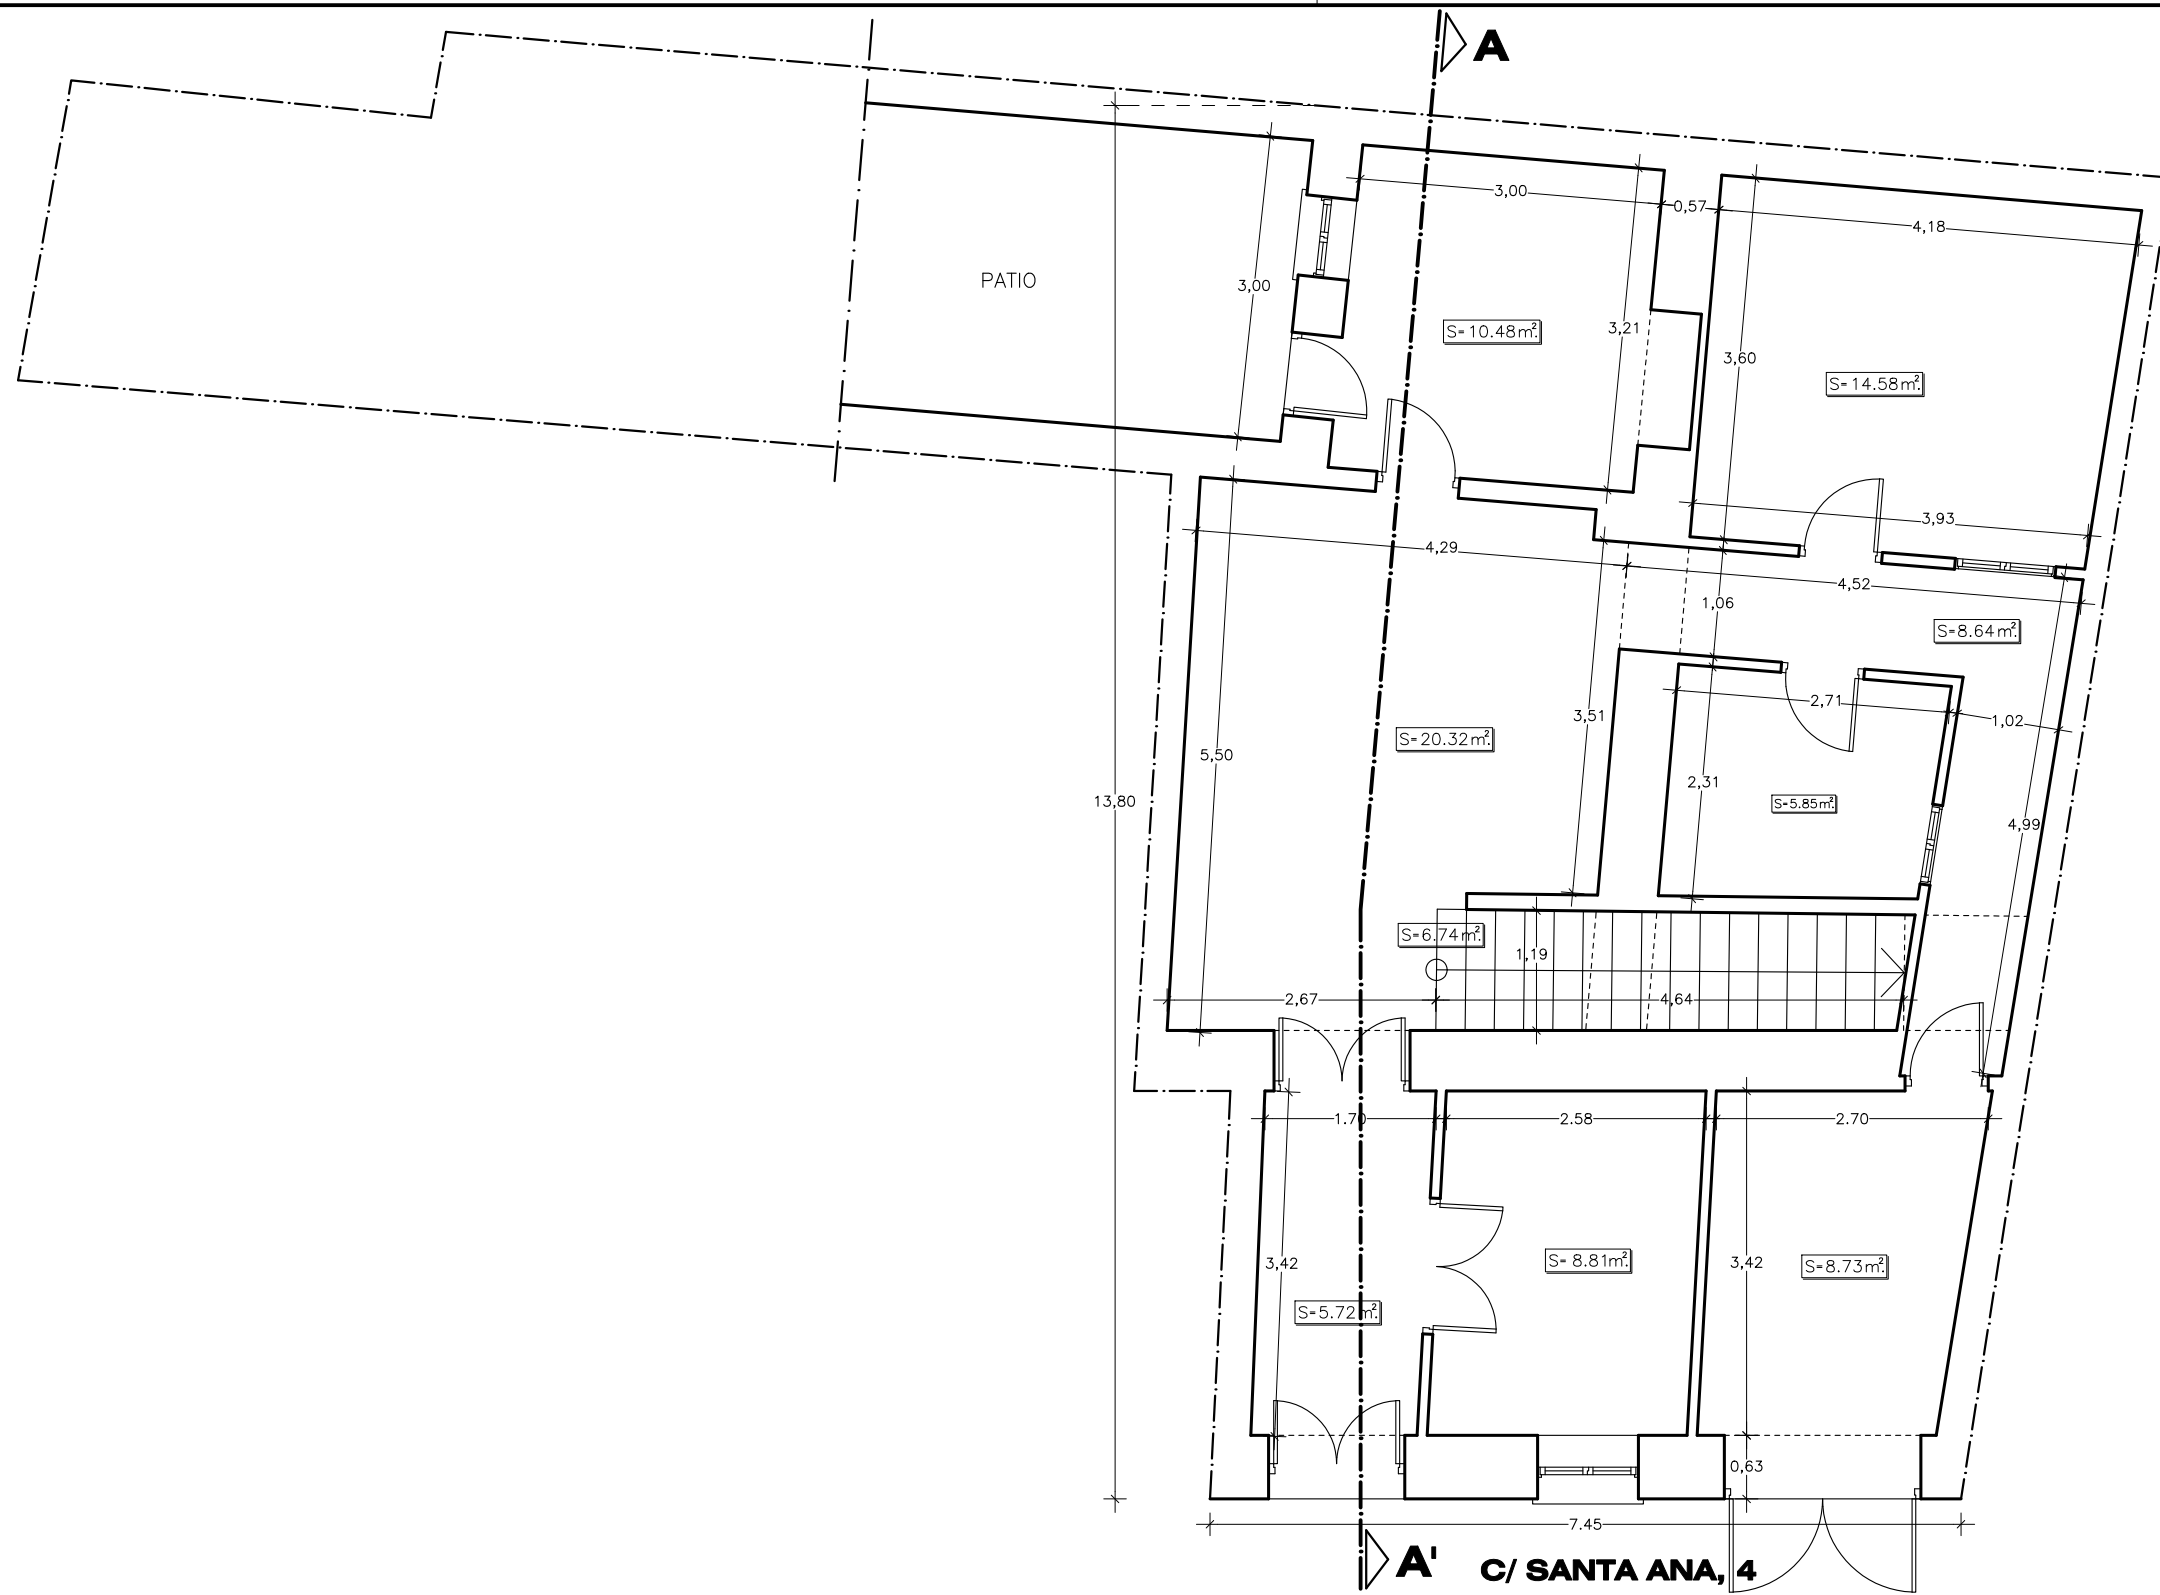 A
3,00
0,57
4,18
PATIO
3,00
3,21
S=10.48m².
3,60
S=14.58m².
3,93
4,29
4,52
1,06
S=8.64m².
2,71
1,02
3,51
S=20.32m².
5,50
2,31
S=5.85m².
13,80
4,99
S=6.74m².
1,19
2,67
4,64
1.70
2.58
2.70
3,42
S= 8.81m².
3,42
S=8.73m².
S=5.72m².
0,63
7.45
A'
C/ SANTA ANA, 4